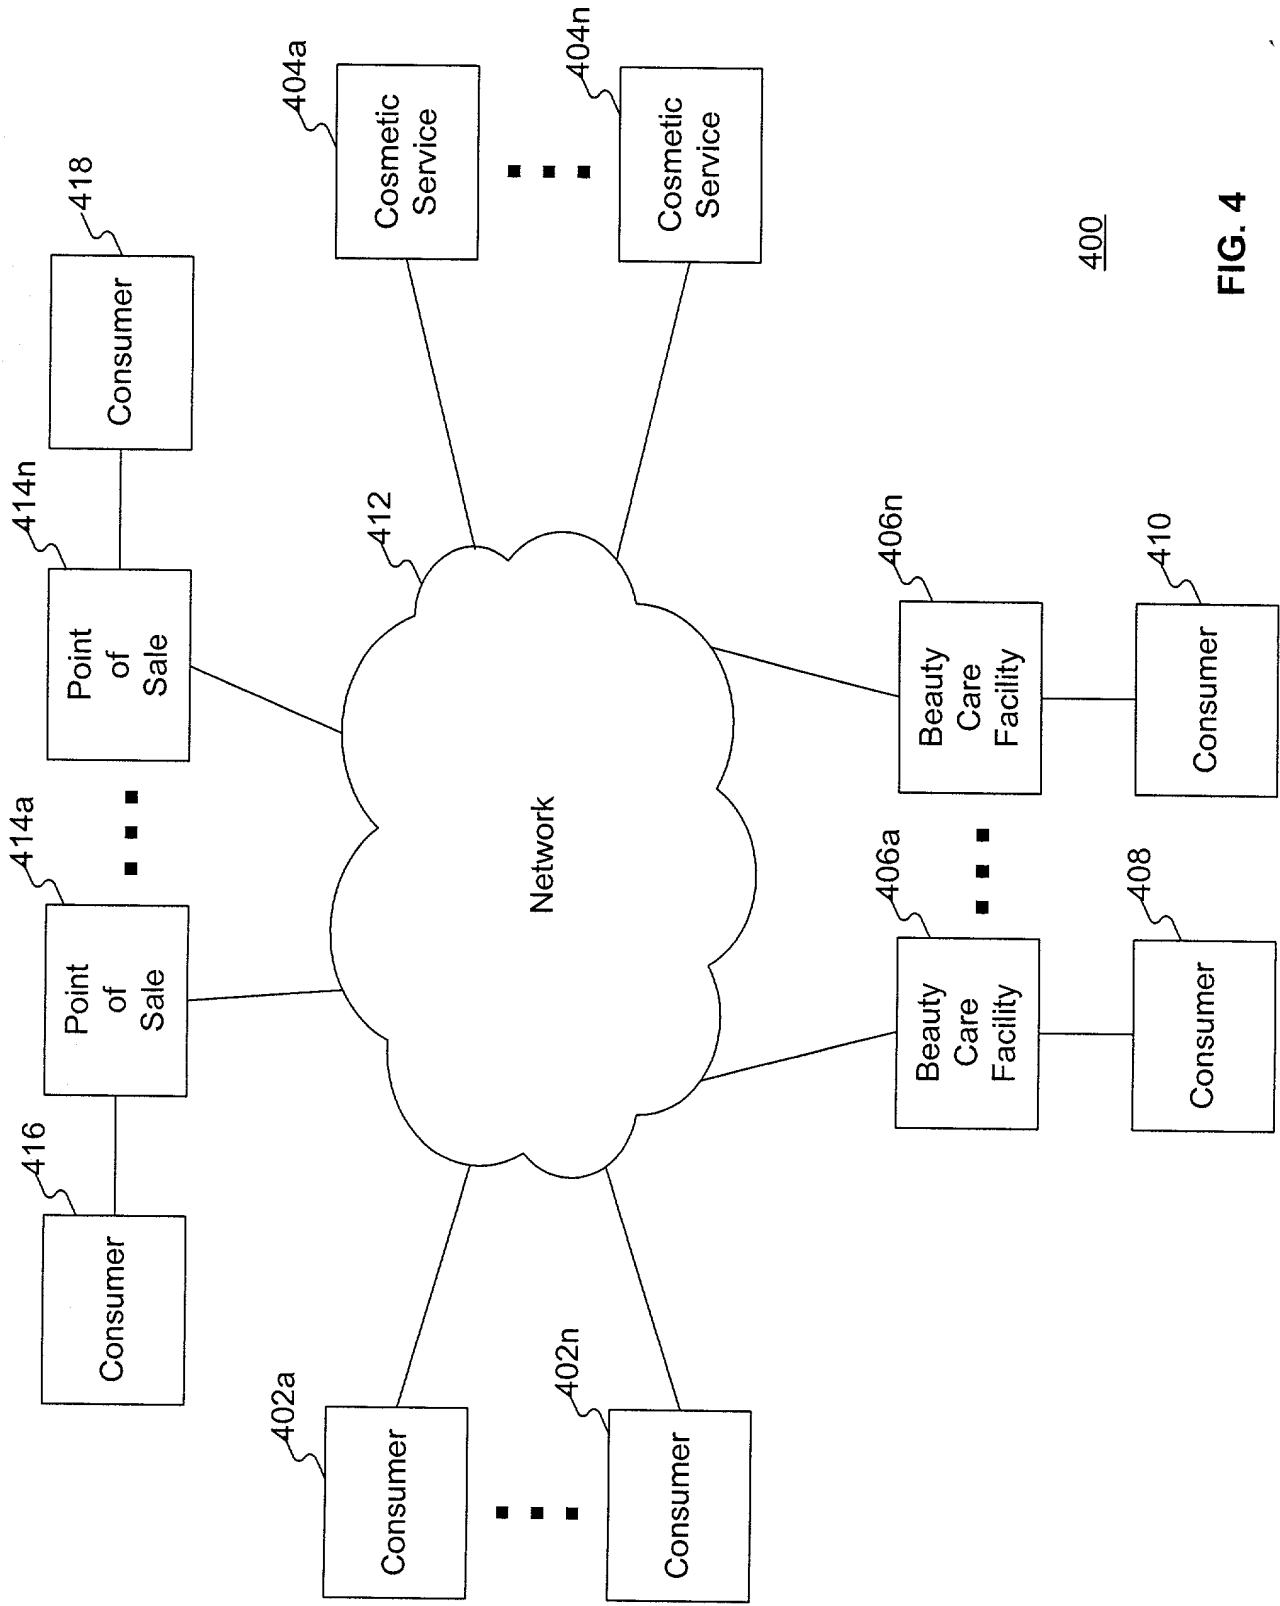 416
414a
414n
418
Consumer
Point
of
Sale
Point
of
Sale
Consumer
402a
412
404a
Consumer
Cosmetic
Service
Network
402n
404n
Consumer
Cosmetic
Service
406a
406n
Beauty
Care
Facility
Beauty
Care
Facility
400
408
410
Consumer
Consumer
FIG. 4